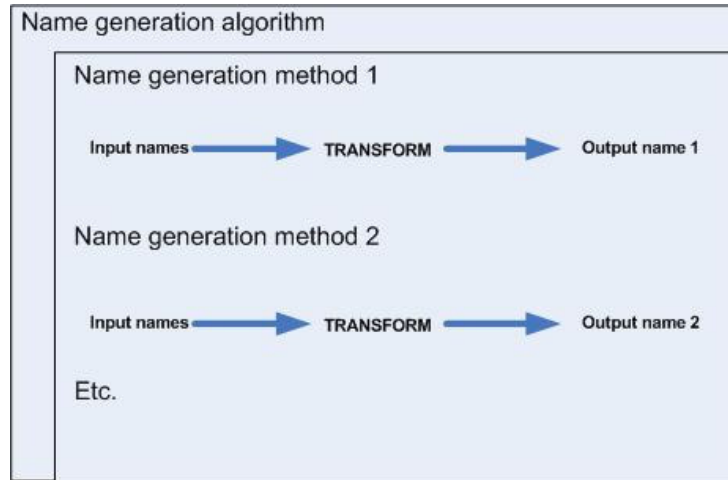 Name generation algorithm
Name generation method 1
Input names TRANSFORM Output name 1
Name generation method 2
Input names TRANSFORM Output name 2
Etc.